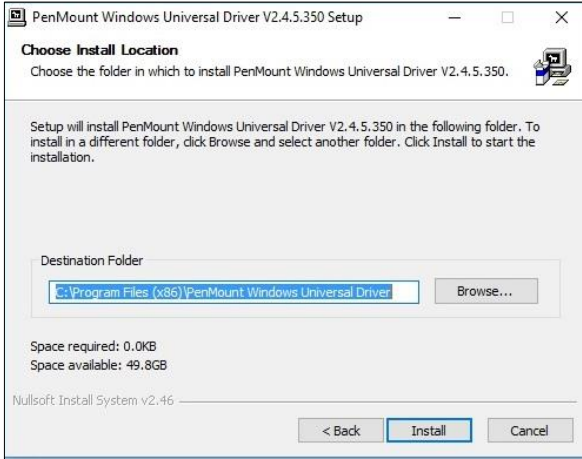 PenMount Windows Universal Driver V2.4.5.350 Setup
Choose Install Location
Choose the folder in which to install PenMount Windows Universal Driver V2.4.5.350.
Setup will install PenMount Windows Universal Driver V2.4.5.350 in the following folder. To
install in a different folder, click Browse and select another folder. Click Install to start the
installation.
Destination Folder
C:\Program Files (x86)\PenMount Windows Universal Driver
Browse...
Space required: 0.0KB
Space available: 49.8GB
Nullsoft Install System v2.46
< Back
Install
Cancel